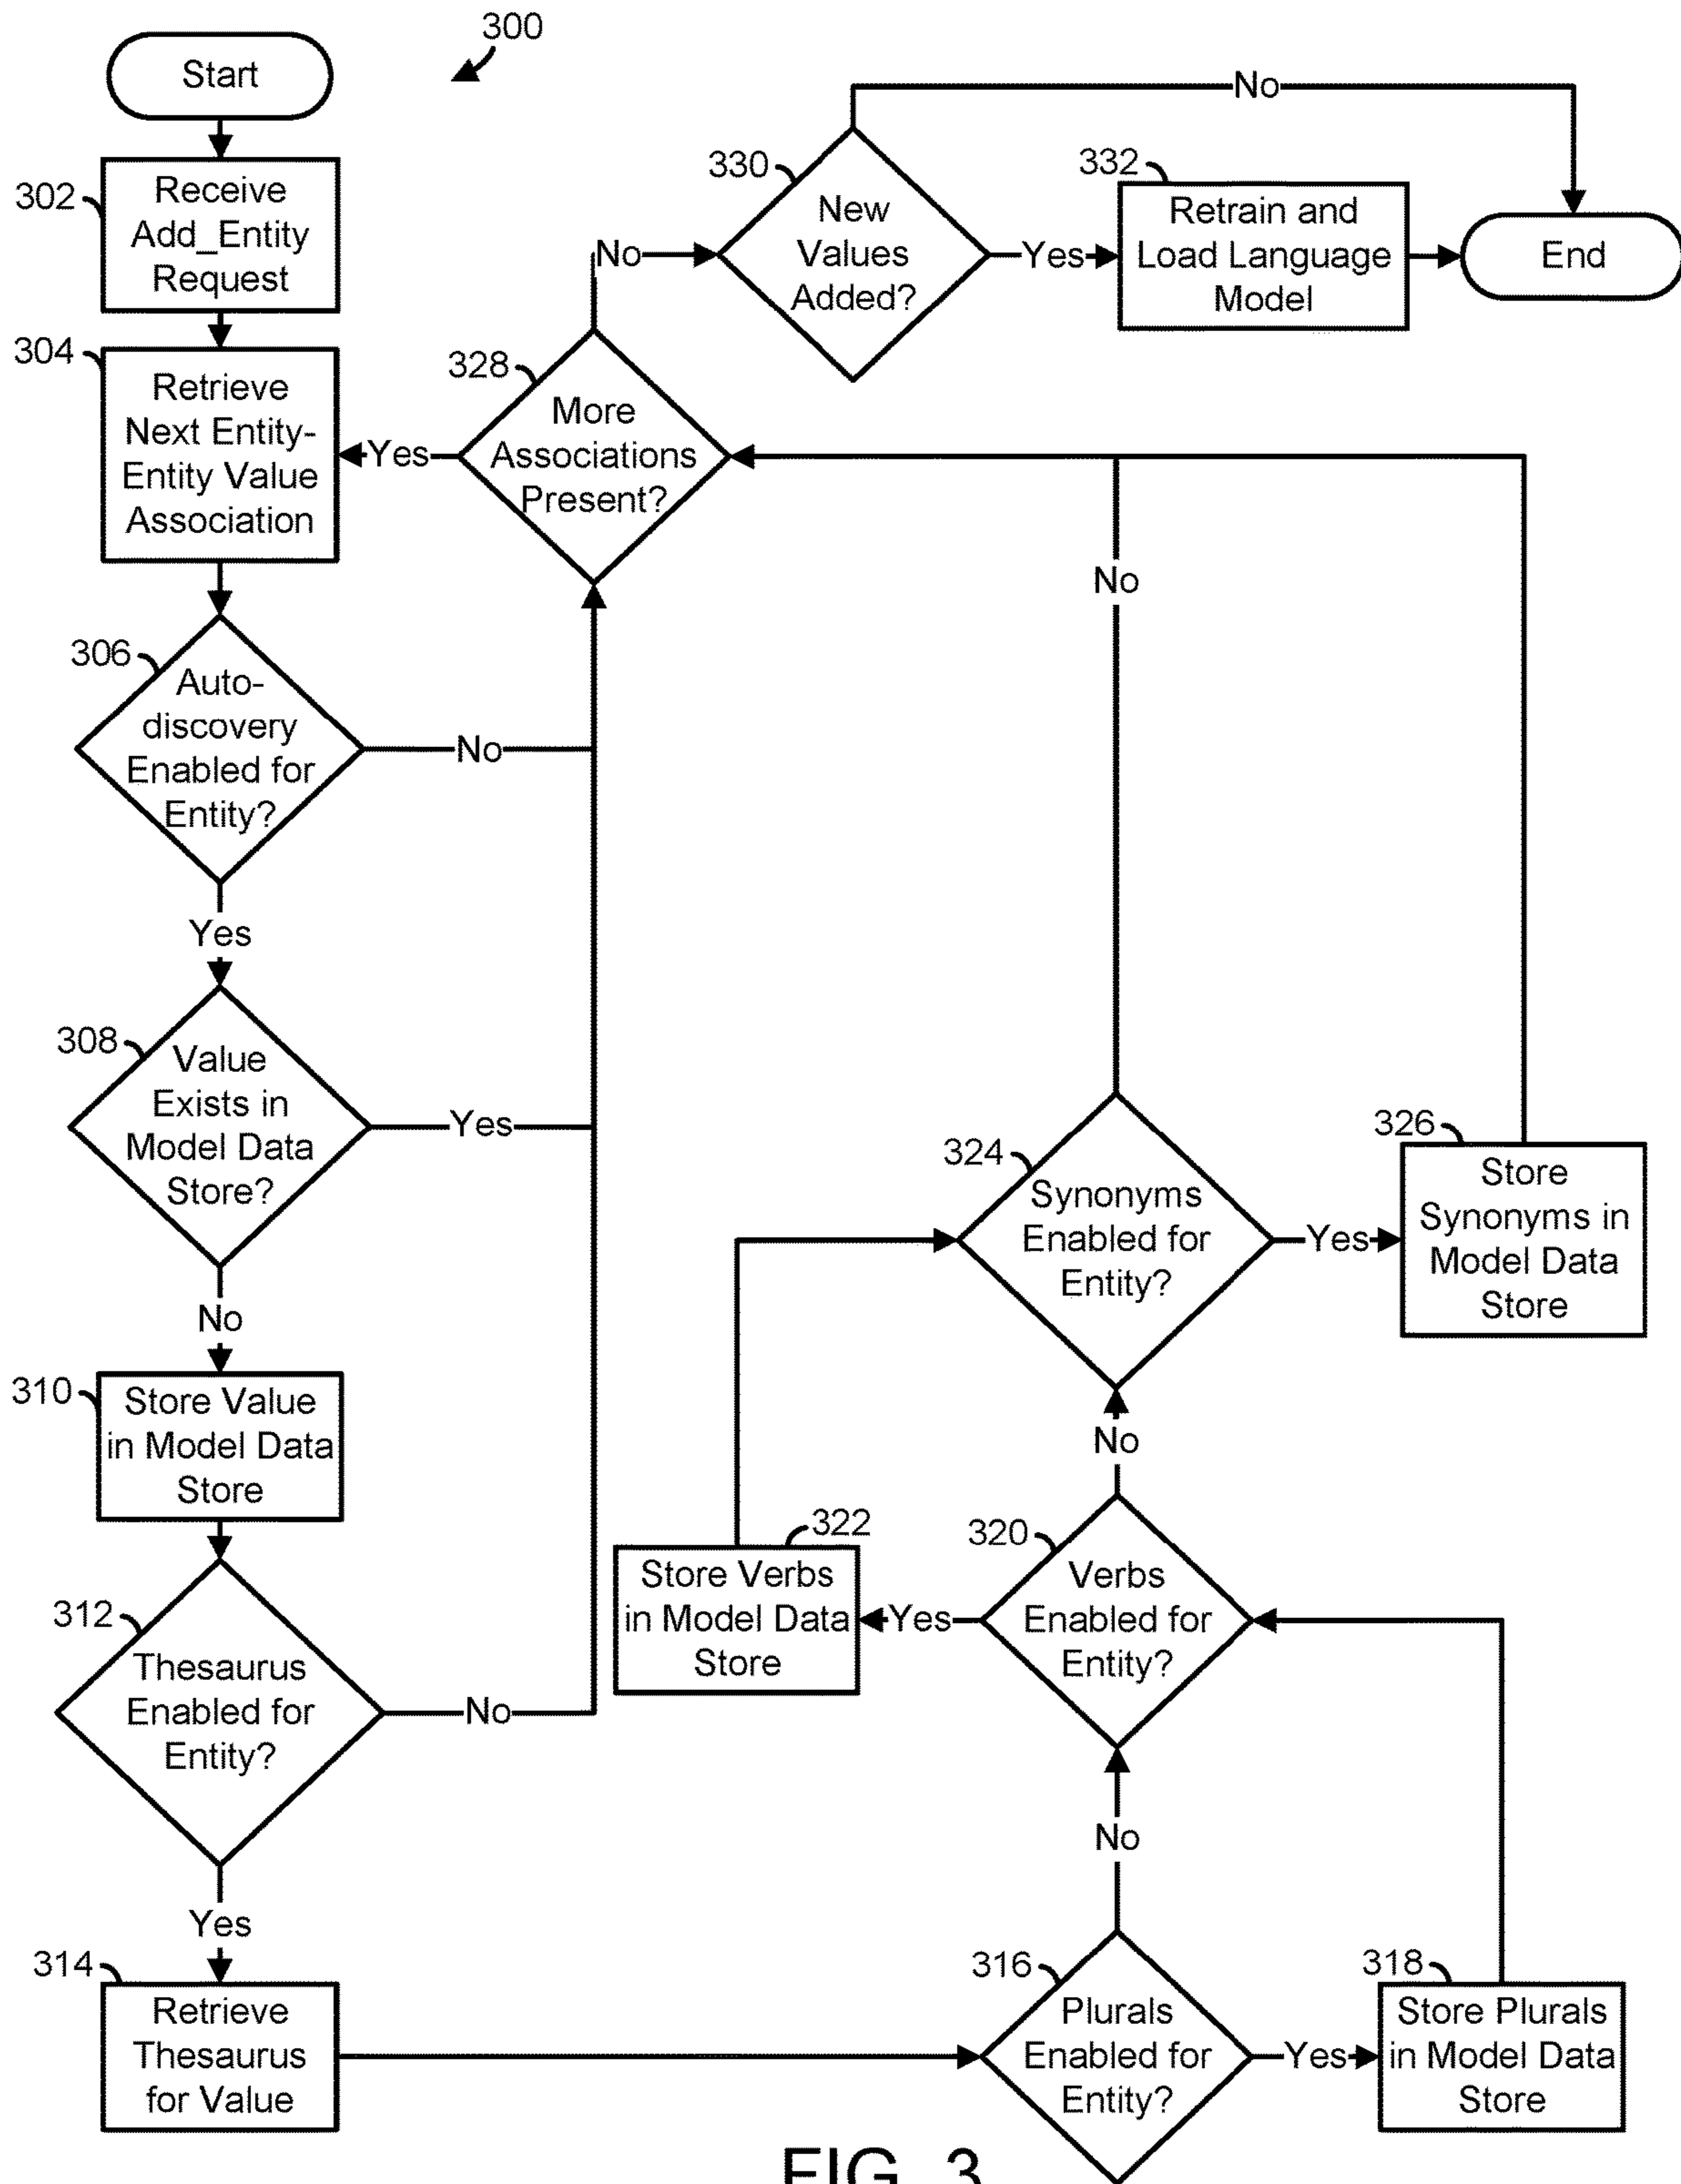 300
Start
302
Receive
Add_Entity
Request
304
Retrieve
Next Entity-
Entity Value
Association
306
Auto-
discovery
Enabled for
Entity?
No
Yes
308
Value
Exists in
Model Data
Store?
Yes
No
310
Store Value
in Model Data
Store
312
Thesaurus
Enabled for
Entity?
No
Yes
314
Retrieve
Thesaurus
for Value
316
Plurals
Enabled for
Entity?
Yes
318
Store Plurals
in Model Data
Store
No
320
Verbs
Enabled for
Entity?
Yes
322
Store Verbs
in Model Data
Store
No
324
Synonyms
Enabled for
Entity?
Yes
326
Store
Synonyms in
Model Data
Store
No
328
More
Associations
Present?
Yes
No
330
New
Values
Added?
No
Yes
332
Retrain and
Load Language
Model
End
FIG. 3